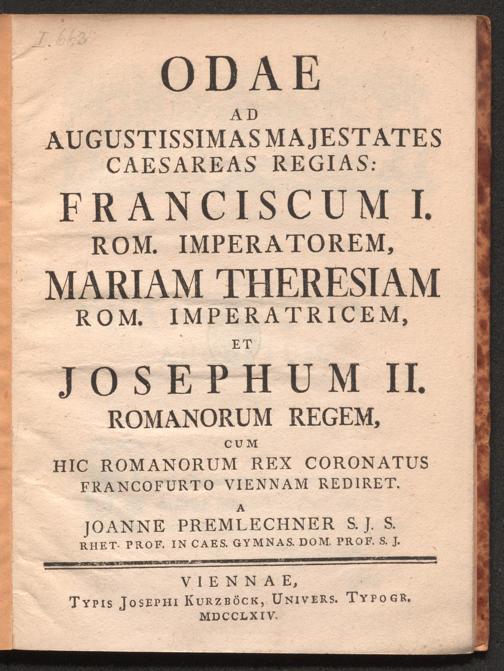 I. 663
ODAE
AD
AUGUSTISSIMAS MAJESTATES
CAESAREAS REGIAS:
FRANCISCUM I.
ROM. IMPERATOREM,
MARIAM THERESIAM
ROM. IMPERATRICEM,
ET
JOSEPHUM II.
ROMANORUM REGEM,
CUM
HIC ROMANORUM REX CORONATUS
FRANCOFURTO VIENNAM REDIRET.
A
JOANNE PREMLECHNER S. J. S.
RHET. PROF. IN CAES. GYMNAS. DOM. PROF. S. J.
VIENNAE,
TYPIS JOSEPHI KURZBÖCK, UNIVERS. TYPOGR.
MDCCLXIV.